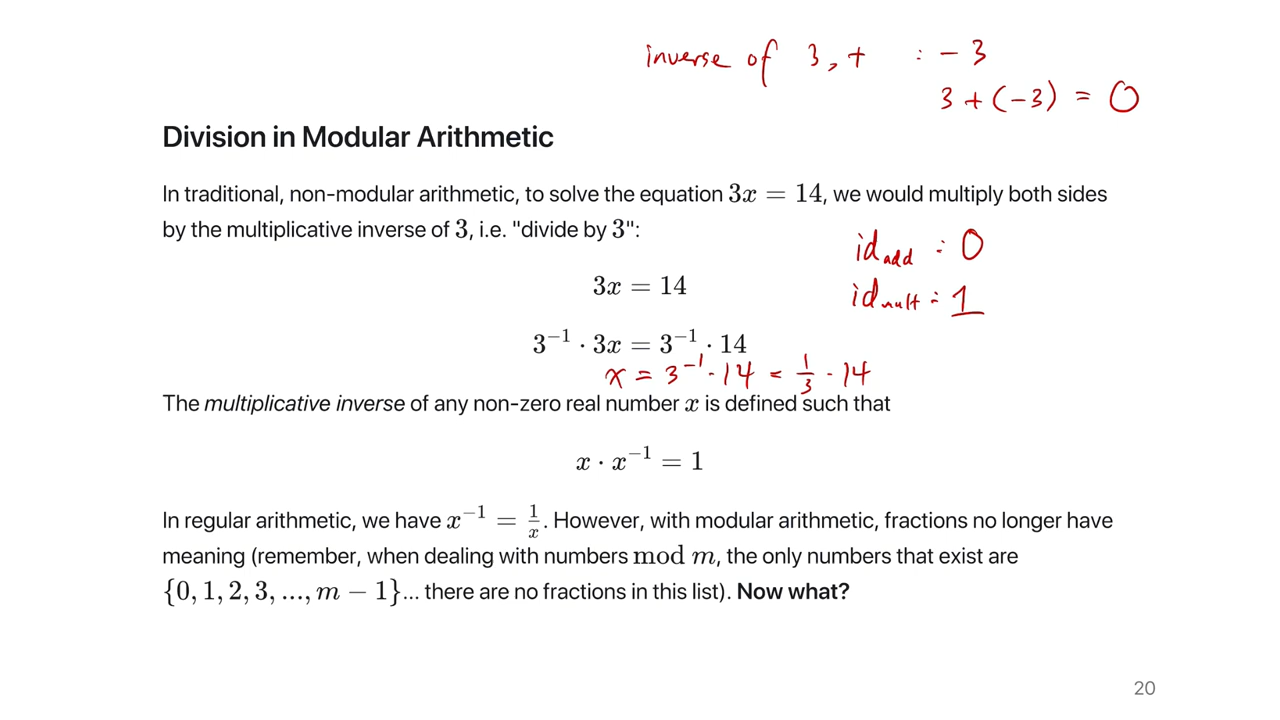 inverse of 3, + : -3
3 + (-3) = 0
Division in Modular Arithmetic
In traditional, non-modular arithmetic, to solve the equation 3x = 14, we would multiply both sides
by the multiplicative inverse of 3, i.e. "divide by 3":
id_add : 0
3x = 14
id_mult : 1
3⁻¹ · 3x = 3⁻¹ · 14
x = 3⁻¹ · 14 = 1/3 · 14
The multiplicative inverse of any non-zero real number x is defined such that
x · x⁻¹ = 1
In regular arithmetic, we have x⁻¹ = 1/x. However, with modular arithmetic, fractions no longer have
meaning (remember, when dealing with numbers mod m, the only numbers that exist are
{0, 1, 2, 3, ..., m − 1}... there are no fractions in this list). Now what?
20